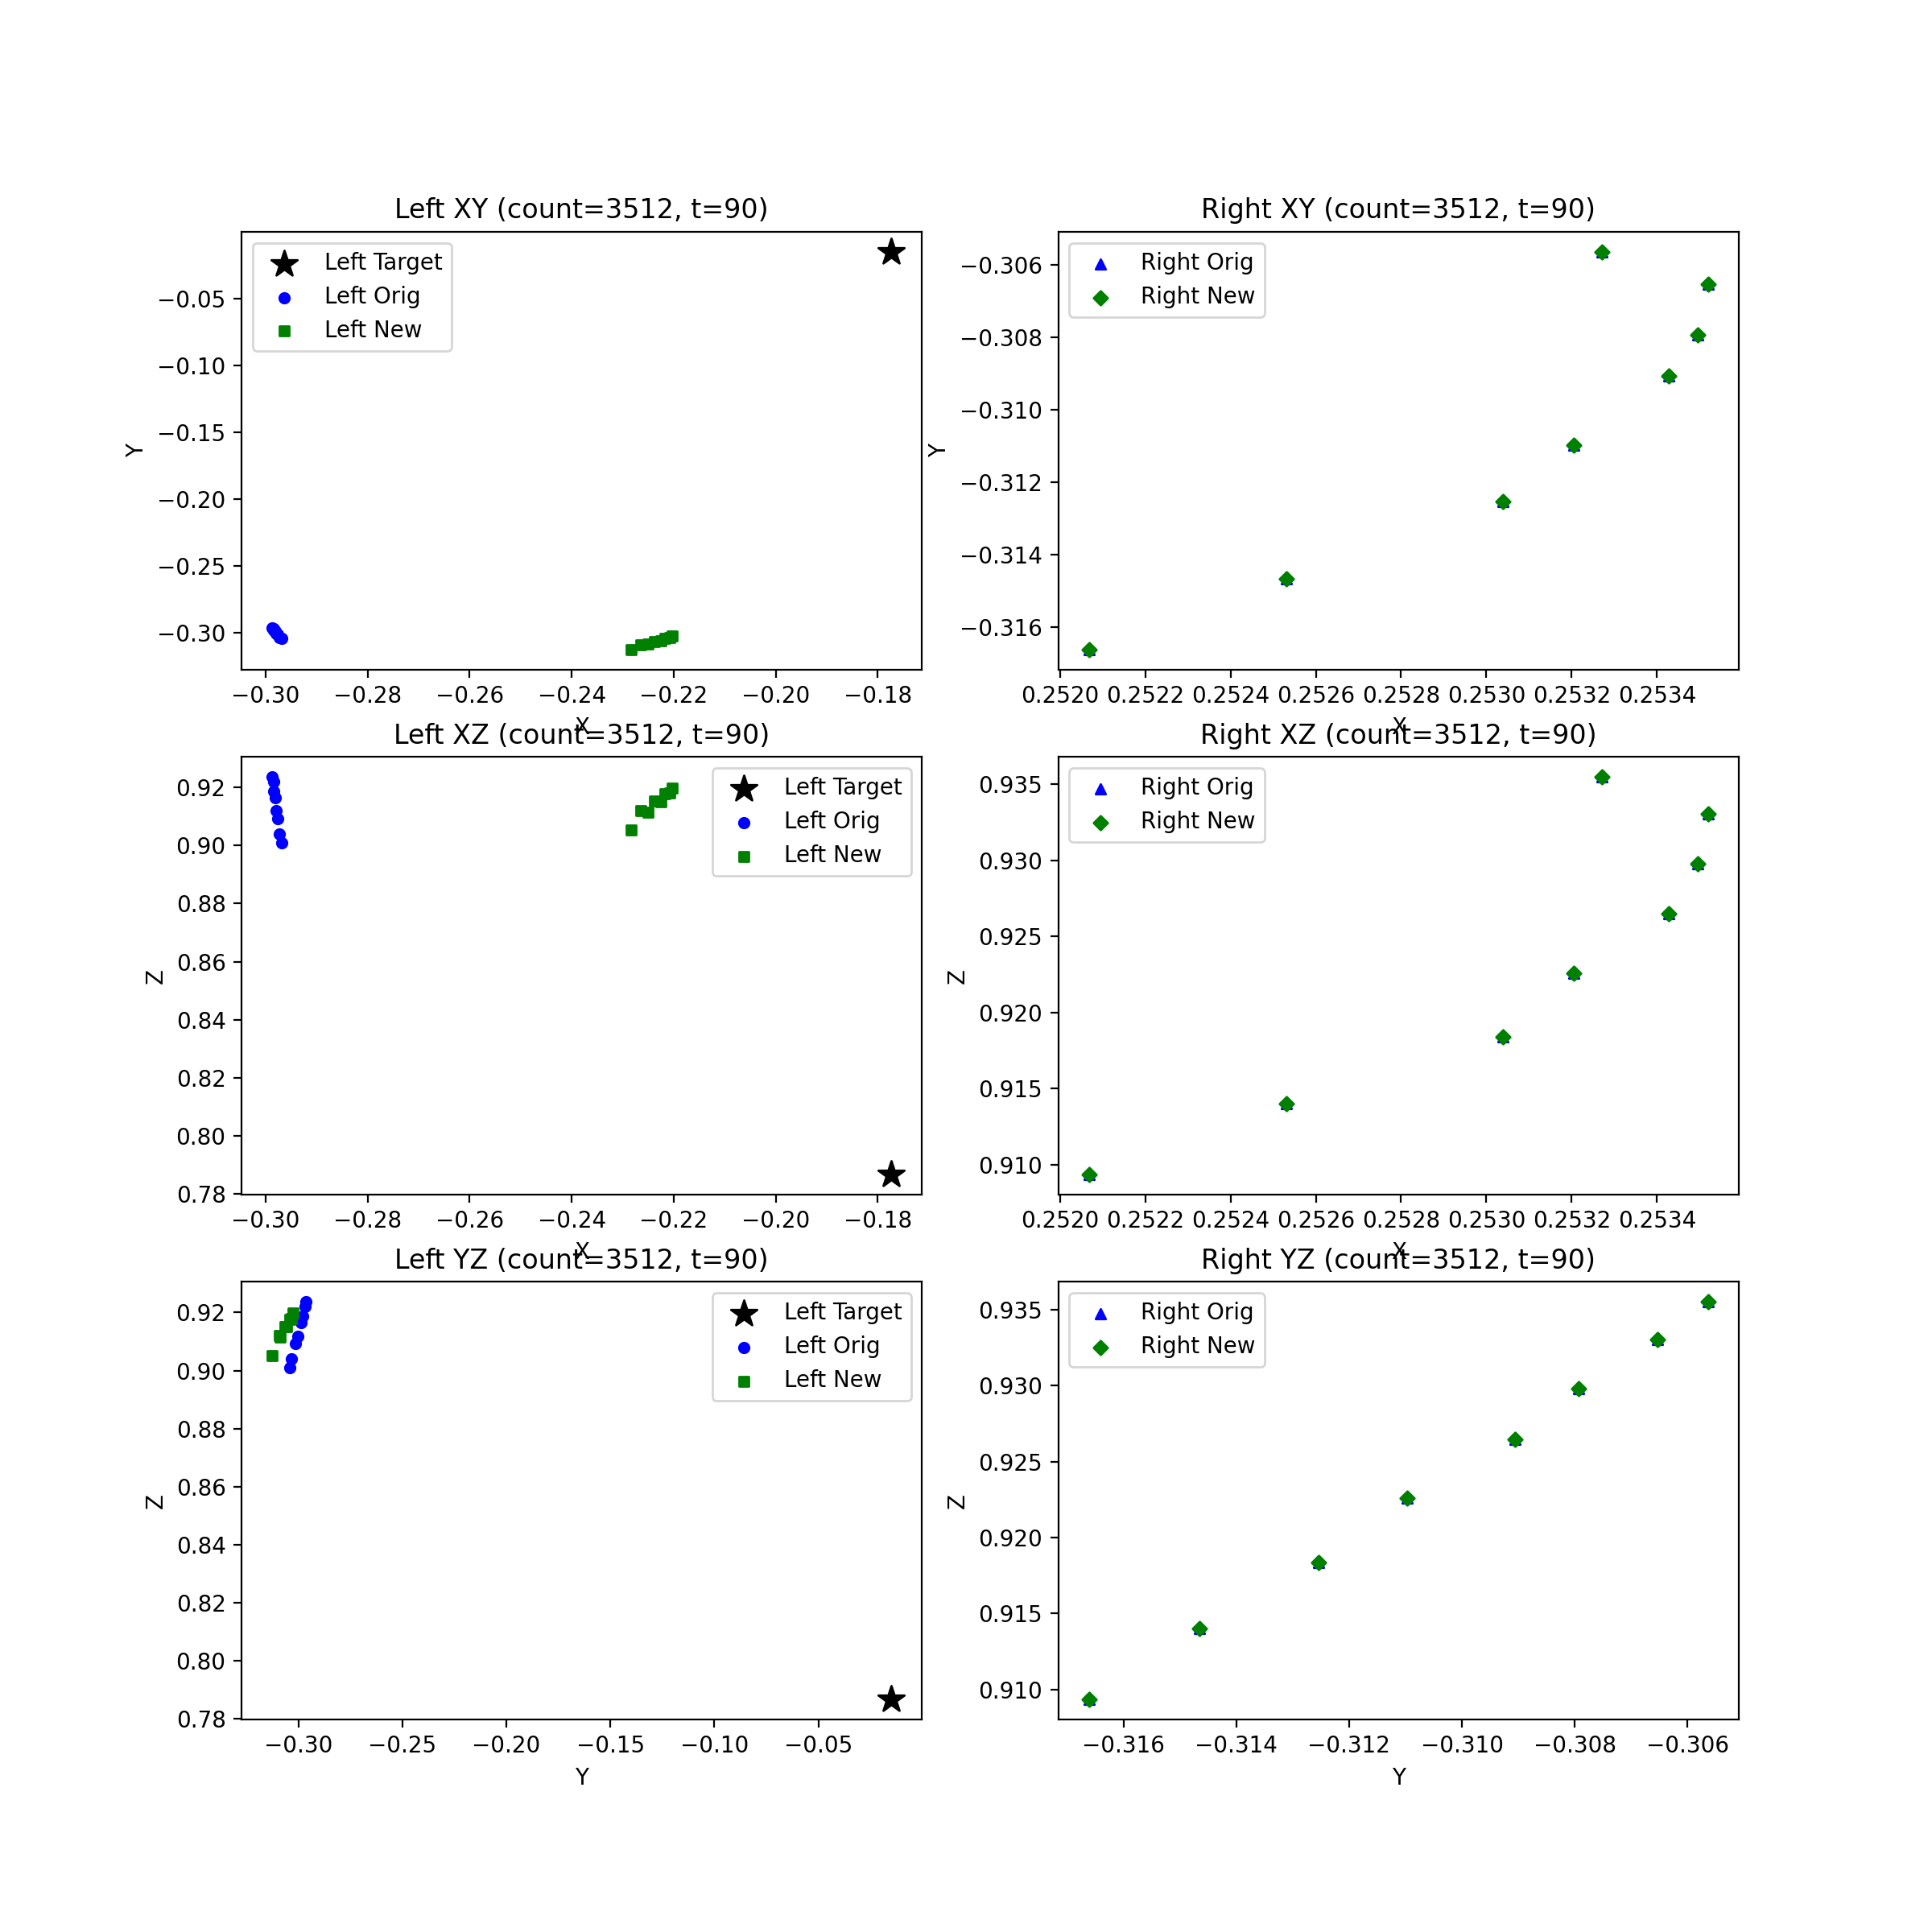 Left XY (count=3512, t=90)
Left Target
Left Orig
Left New
−0.05
−0.10
−0.15
−0.20
−0.25
−0.30
Y
−0.30 −0.28 −0.26 −0.24 −0.22 −0.20 −0.18
X
Right XY (count=3512, t=90)
Right Orig
Right New
−0.306
−0.308
−0.310
−0.312
−0.314
−0.316
Y
0.2520 0.2522 0.2524 0.2526 0.2528 0.2530 0.2532 0.2534
X
Left XZ (count=3512, t=90)
Left Target
Left Orig
Left New
0.92
0.90
0.88
0.86
0.84
0.82
0.80
0.78
Z
−0.30 −0.28 −0.26 −0.24 −0.22 −0.20 −0.18
X
Right XZ (count=3512, t=90)
Right Orig
Right New
0.935
0.930
0.925
0.920
0.915
0.910
Z
0.2520 0.2522 0.2524 0.2526 0.2528 0.2530 0.2532 0.2534
X
Left YZ (count=3512, t=90)
Left Target
Left Orig
Left New
0.92
0.90
0.88
0.86
0.84
0.82
0.80
0.78
Z
−0.30 −0.25 −0.20 −0.15 −0.10 −0.05
Y
Right YZ (count=3512, t=90)
Right Orig
Right New
0.935
0.930
0.925
0.920
0.915
0.910
Z
−0.316 −0.314 −0.312 −0.310 −0.308 −0.306
Y